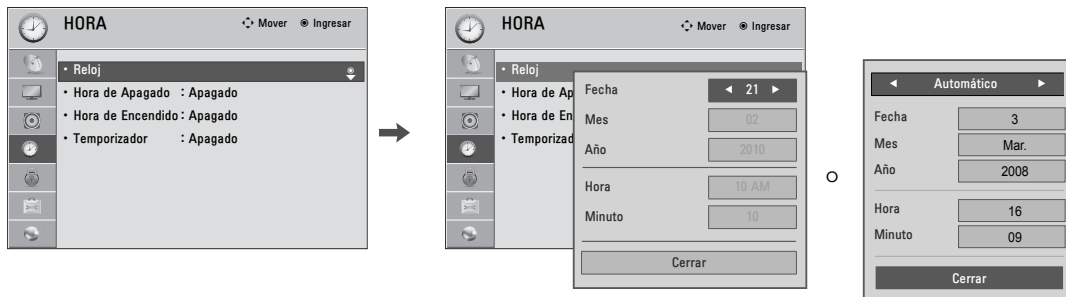 HORA
Mover
Ingresar
• Reloj
• Hora de Apagado : Apagado
• Hora de Encendido : Apagado
• Temporizador : Apagado
HORA
Mover
Ingresar
• Reloj
• Hora de Ap
• Hora de En
• Temporizad
Fecha ◄ 21 ►
Mes 02
Año 2010
Hora 10 AM
Minuto 10
Cerrar
O
◄ Automático ►
Fecha 3
Mes Mar.
Año 2008
Hora 16
Minuto 09
Cerrar